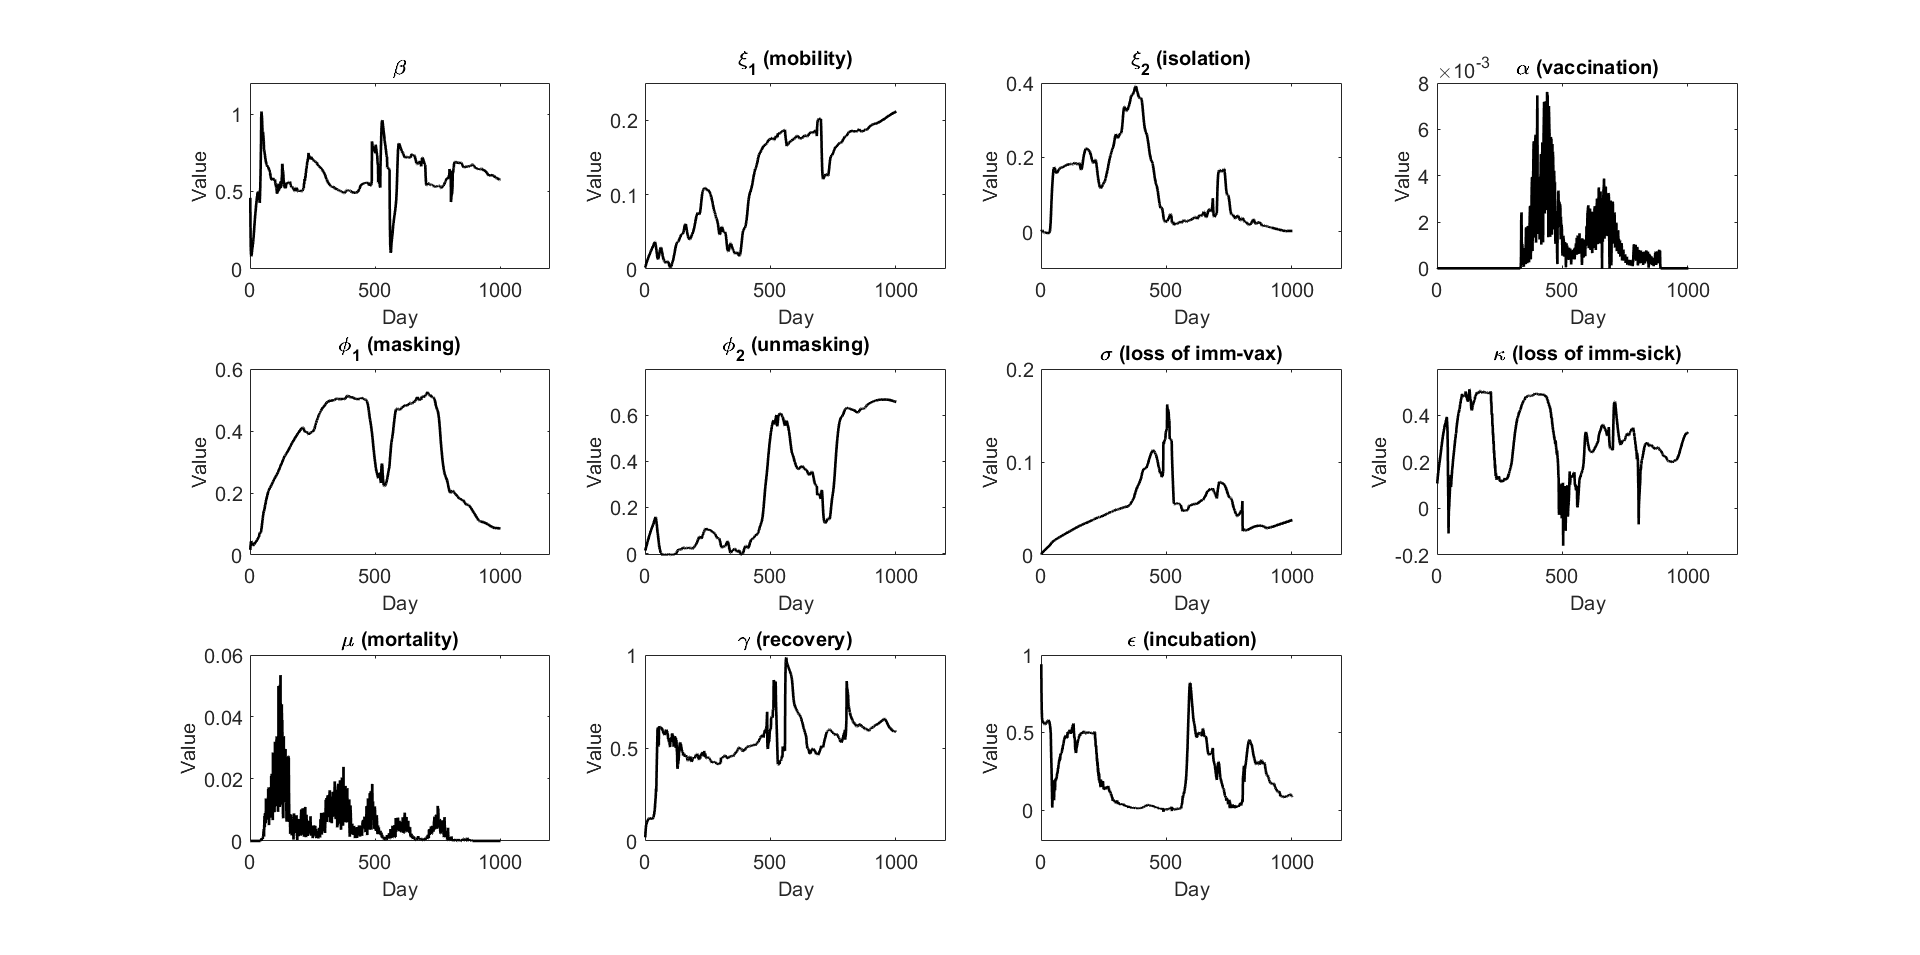 β
1
0.5
0
0 500 1000
Value
Day
ξ1 (mobility)
0.2
0.1
0
0 500 1000
Value
Day
ξ2 (isolation)
0.4
0.2
0
0 500 1000
Value
Day
×10-3
α (vaccination)
8
6
4
2
0
0 500 1000
Value
Day
ϕ1 (masking)
0.6
0.4
0.2
0
0 500 1000
Value
Day
ϕ2 (unmasking)
0.6
0.4
0.2
0
0 500 1000
Value
Day
σ (loss of imm-vax)
0.2
0.1
0
0 500 1000
Value
Day
κ (loss of imm-sick)
0.4
0.2
0
-0.2
0 500 1000
Value
Day
μ (mortality)
0.06
0.04
0.02
0
0 500 1000
Value
Day
γ (recovery)
1
0.5
0
0 500 1000
Value
Day
ϵ (incubation)
1
0.5
0
0 500 1000
Value
Day